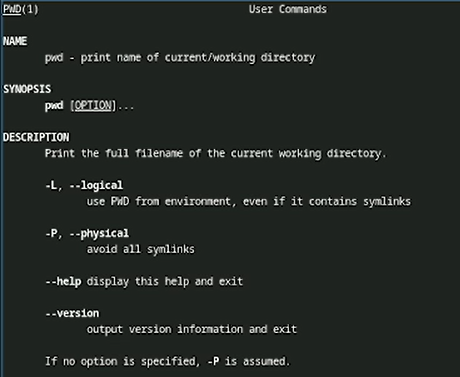 PWD(1) User Commands
NAME
pwd - print name of current/working directory
SYNOPSIS
pwd [OPTION]...
DESCRIPTION
Print the full filename of the current working directory.
-L, --logical
use PWD from environment, even if it contains symlinks
-P, --physical
avoid all symlinks
--help display this help and exit
--version
output version information and exit
If no option is specified, -P is assumed.